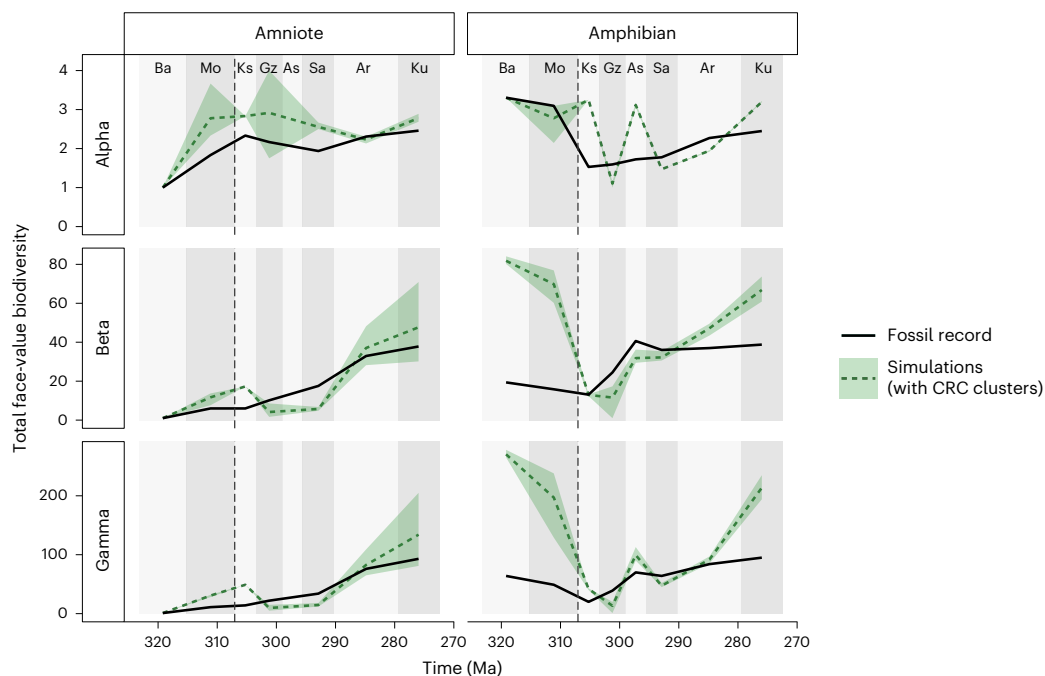 Amniote
Amphibian
Ba Mo Ks Gz As Sa Ar Ku
Ba Mo Ks Gz As Sa Ar Ku
Total face-value biodiversity
Alpha
4
3
2
1
0
Beta
80
60
40
20
0
Gamma
200
100
0
Fossil record
Simulations
(with CRC clusters)
320 310 300 290 280 270
320 310 300 290 280 270
Time (Ma)